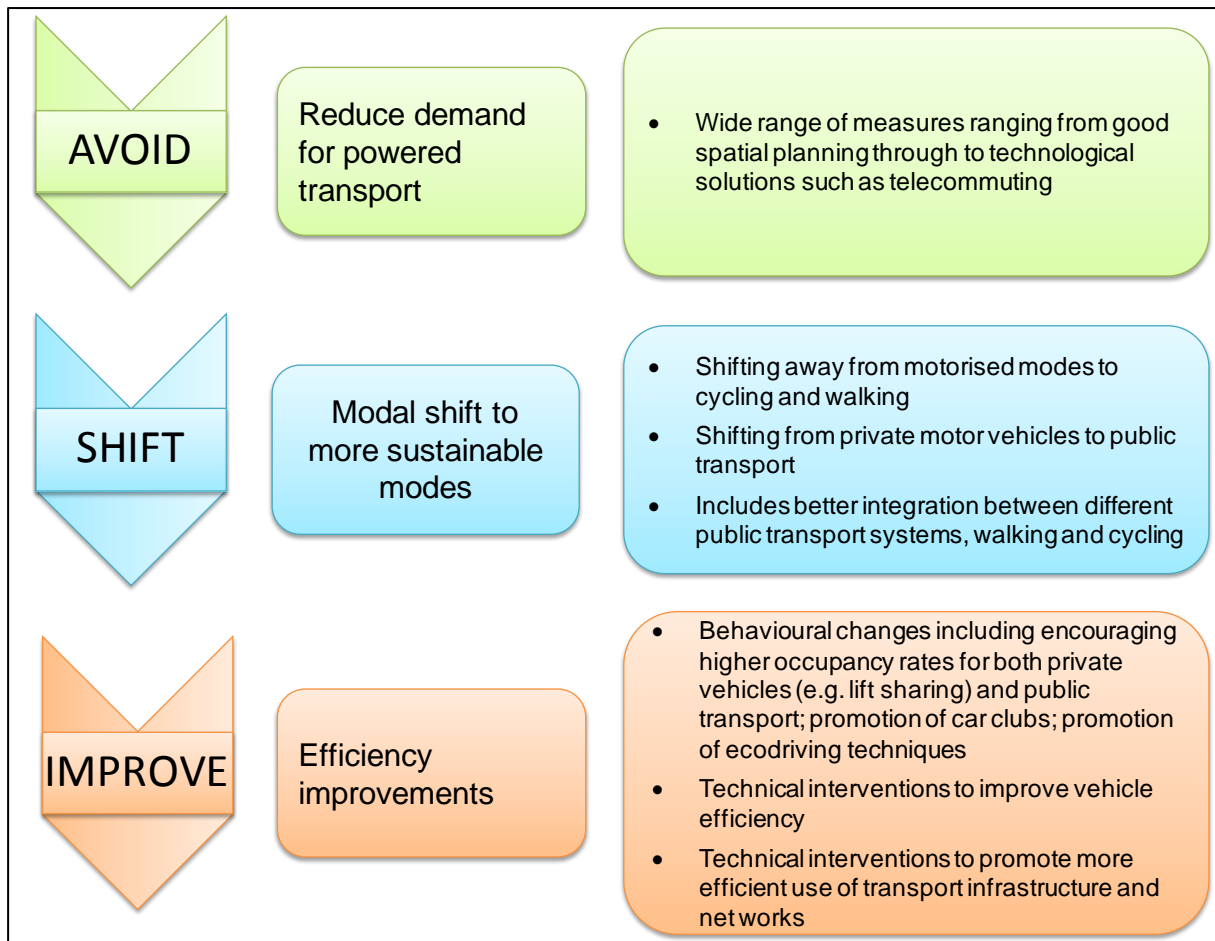 AVOID
Reduce demand
for powered
transport
• Wide range of measures ranging from good
spatial planning through to technological
solutions such as telecommuting
SHIFT
Modal shift to
more sustainable
modes
• Shifting away from motorised modes to
cycling and walking
• Shifting from private motor vehicles to public
transport
• Includes better integration between different
public transport systems, walking and cycling
IMPROVE
Efficiency
improvements
• Behavioural changes including encouraging
higher occupancy rates for both private
vehicles (e.g. lift sharing) and public
transport; promotion of car clubs; promotion
of ecodriving techniques
• Technical interventions to improve vehicle
efficiency
• Technical interventions to promote more
efficient use of transport infrastructure and
net works